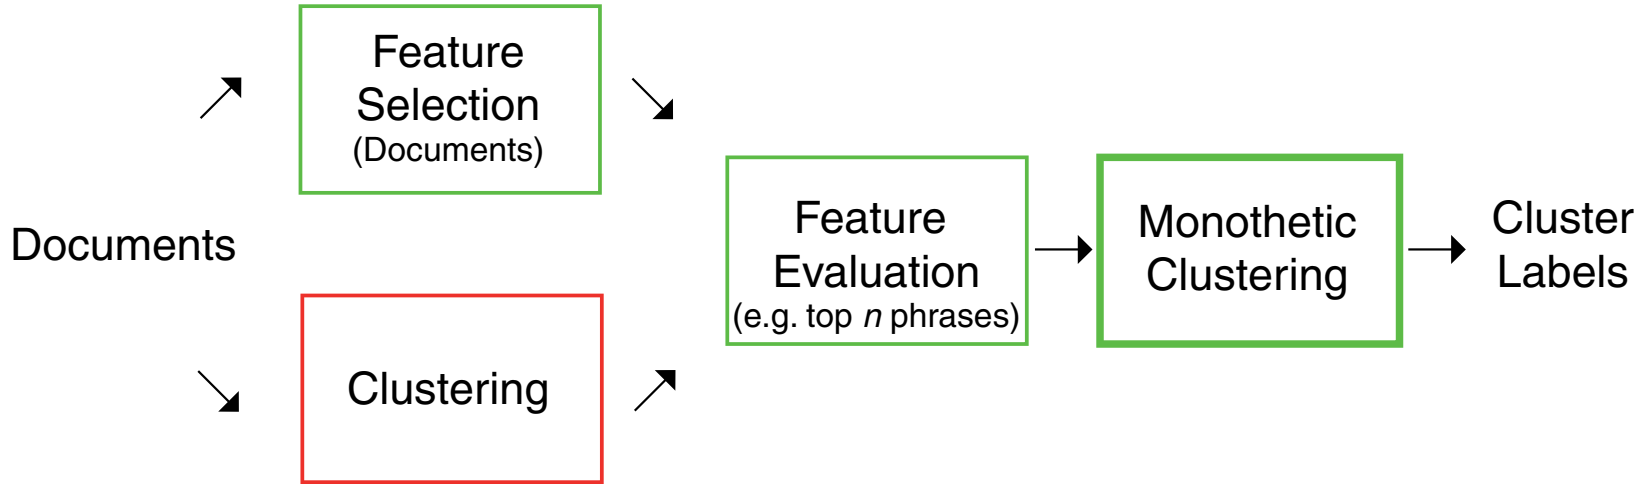 Documents
Feature
Selection
(Documents)
Clustering
Feature
Evaluation
(e.g. top n phrases)
Monothetic
Clustering
Cluster
Labels